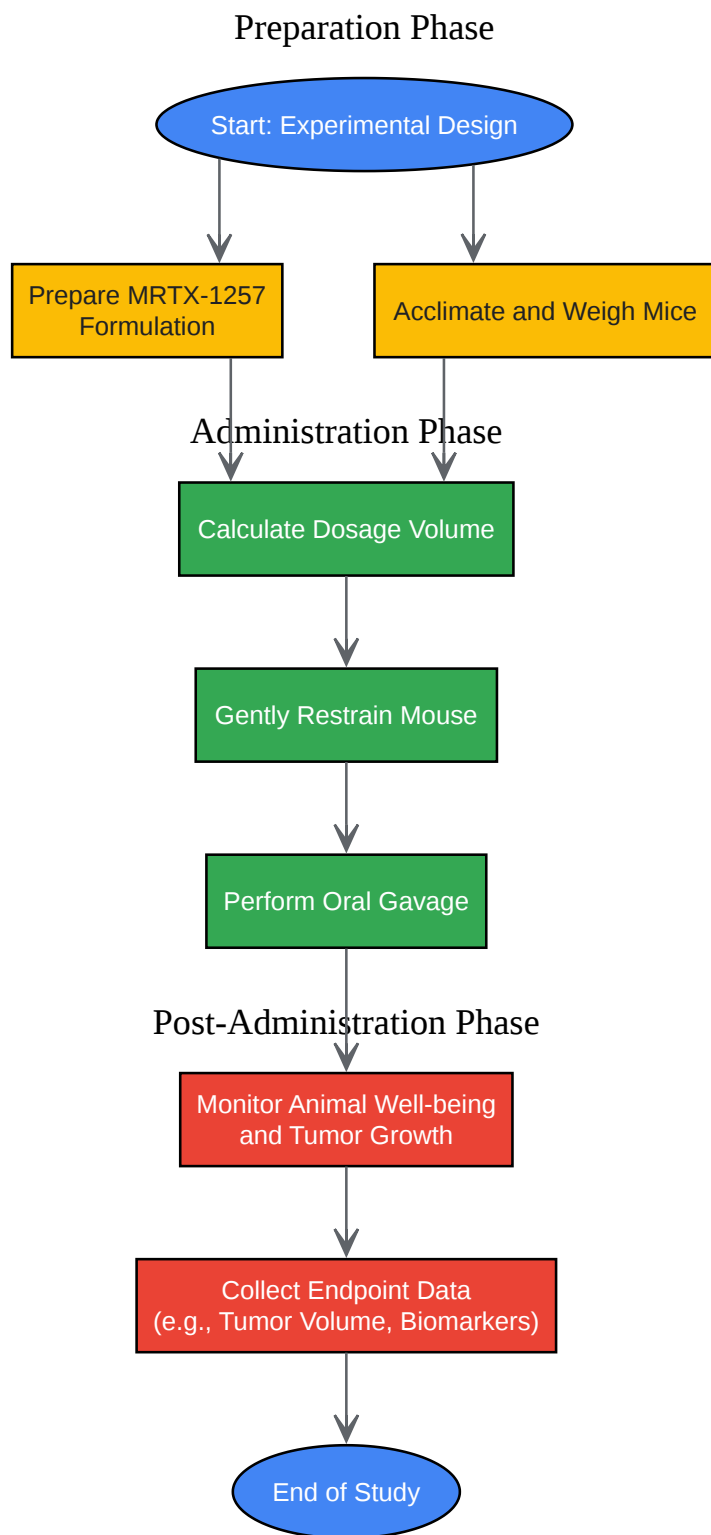 Preparation Phase
Start: Experimental Design
Prepare MRTX-1257
Formulation
Acclimate and Weigh Mice
Administration Phase
Calculate Dosage Volume
Gently Restrain Mouse
Perform Oral Gavage
Post-Administration Phase
Monitor Animal Well-being
and Tumor Growth
Collect Endpoint Data
(e.g., Tumor Volume, Biomarkers)
End of Study